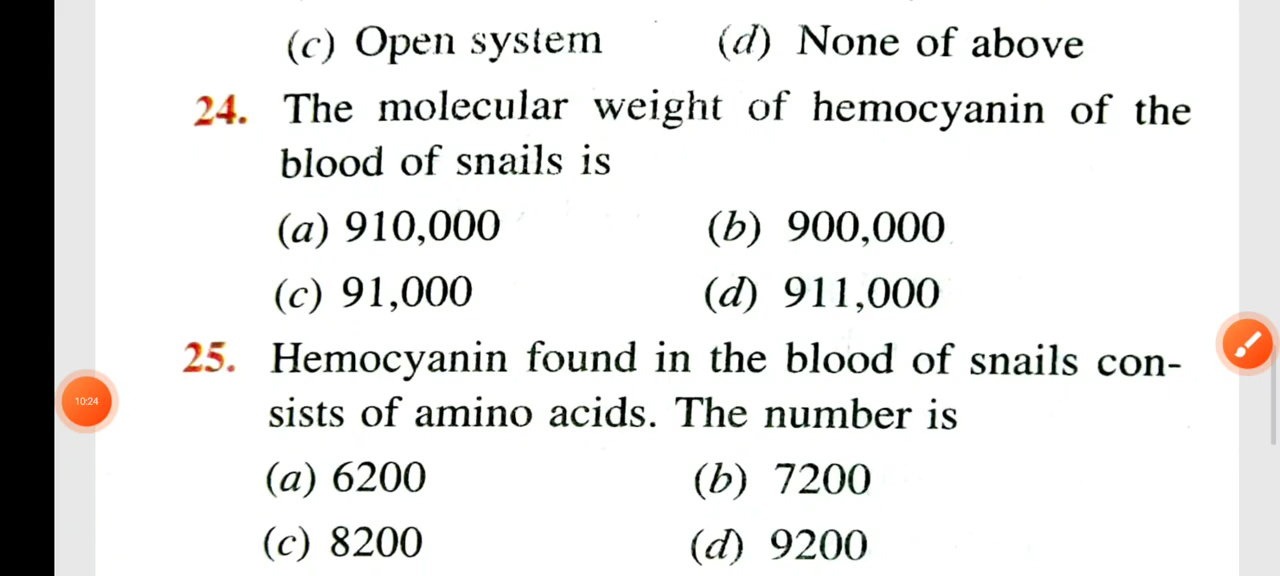 (c) Open system (d) None of above
24. The molecular weight of hemocyanin of the
blood of snails is
(a) 910,000 (b) 900,000
(c) 91,000 (d) 911,000
25. Hemocyanin found in the blood of snails con-
sists of amino acids. The number is
10:24
(a) 6200 (b) 7200
(c) 8200 (d) 9200